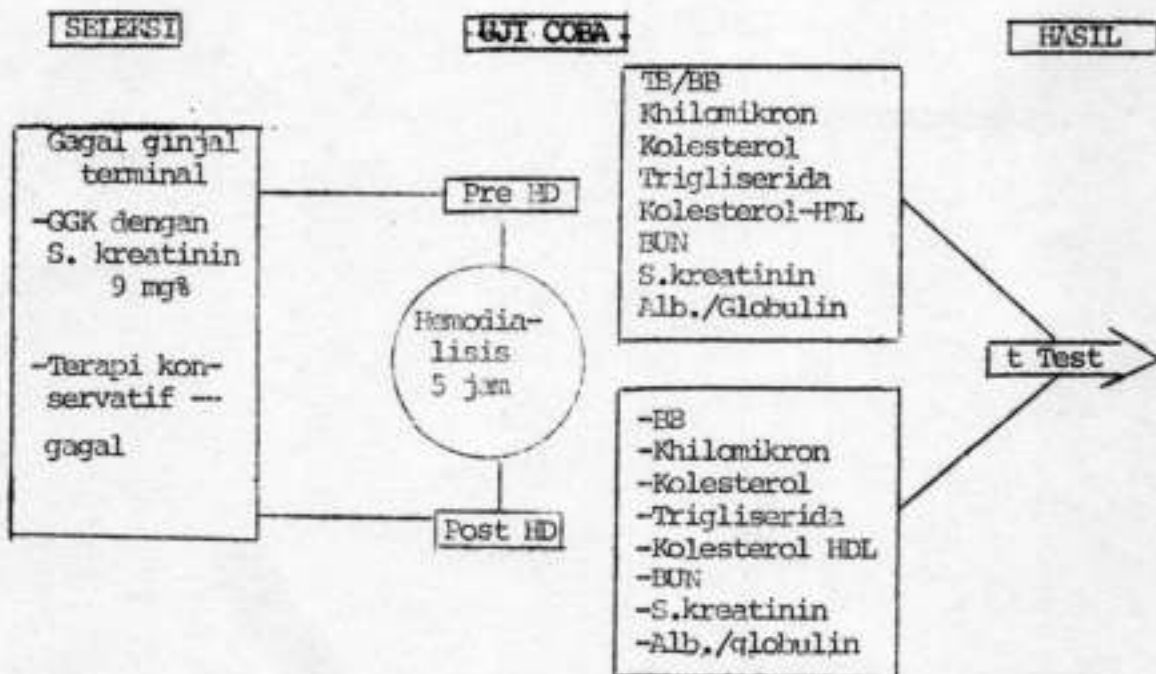 SELEKSI
UJI COBA
HASIL
Gagal ginjal
terminal
-GGK dengan
S. kreatinin
9 mg%
-Terapi kon-
servatif --
gagal
Pre HD
Hemodia-
lisis
5 jam
Post HD
TB/BB
Khilomikron
Kolesterol
Trigliserida
Kolesterol-HDL
BUN
S.kreatinin
Alb./Globulin
-BB
-Khilomikron
-Kolesterol
-Trigliserida
-Kolesterol HDL
-BUN
-S.kreatinin
-Alb./globulin
t Test